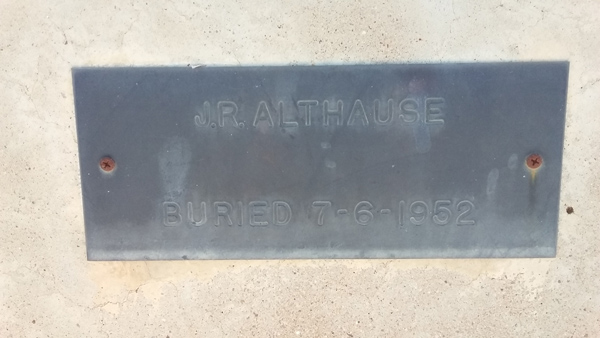 J.R. ALTHAUSE
BURIED 7-6-1952